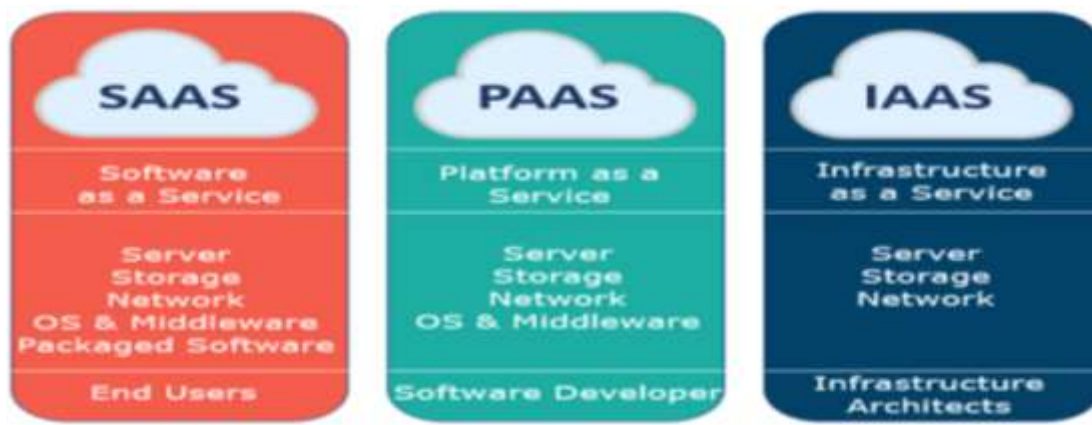 SAAS
Software
as a Service
Server
Storage
Network
OS & Middleware
Packaged Software
End Users
PAAS
Platform as a
Service
Server
Storage
Network
OS & Middleware
Software Developer
IAAS
Infrastructure
as a Service
Server
Storage
Network
Infrastructure
Architects